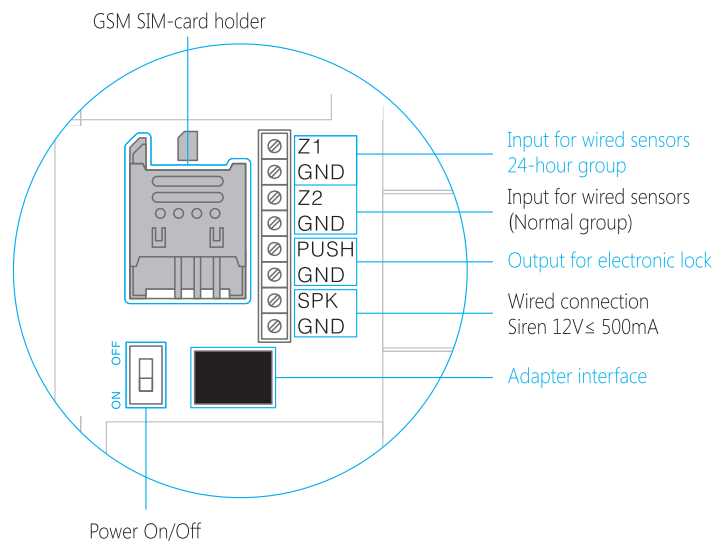 GSM SIM-card holder
Z1
GND
Z2
GND
PUSH
GND
SPK
GND
Input for wired sensors
24-hour group
Input for wired sensors
(Normal group)
Output for electronic lock
Wired connection
Siren 12V≤ 500mA
Adapter interface
OFF
ON
Power On/Off